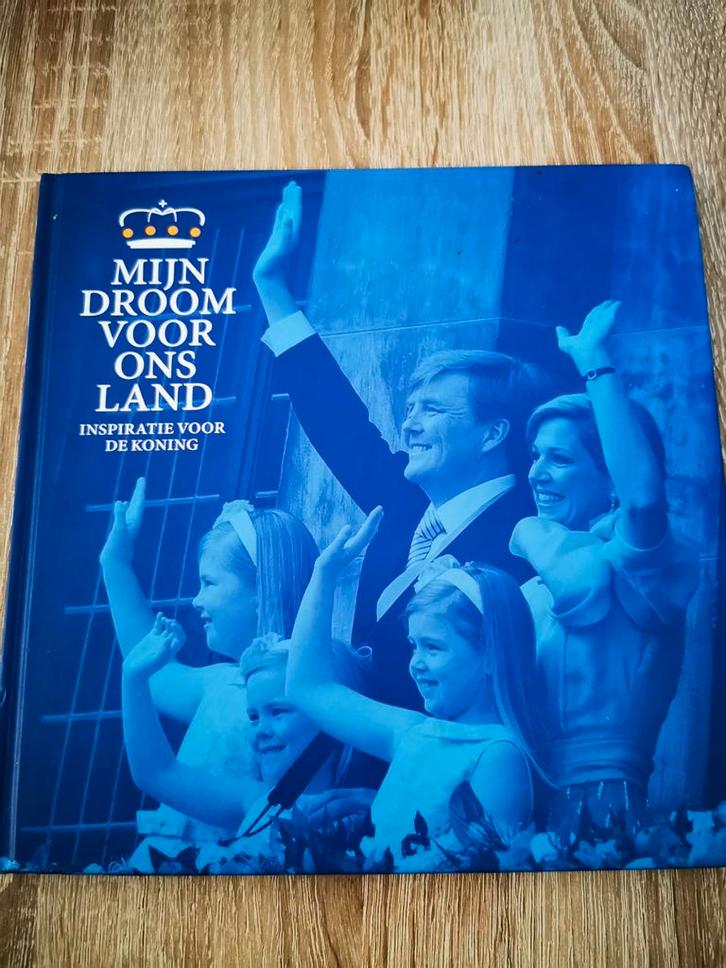 MIJN
DROOM
VOOR
ONS
LAND
INSPIRATIE VOOR
DE KONING